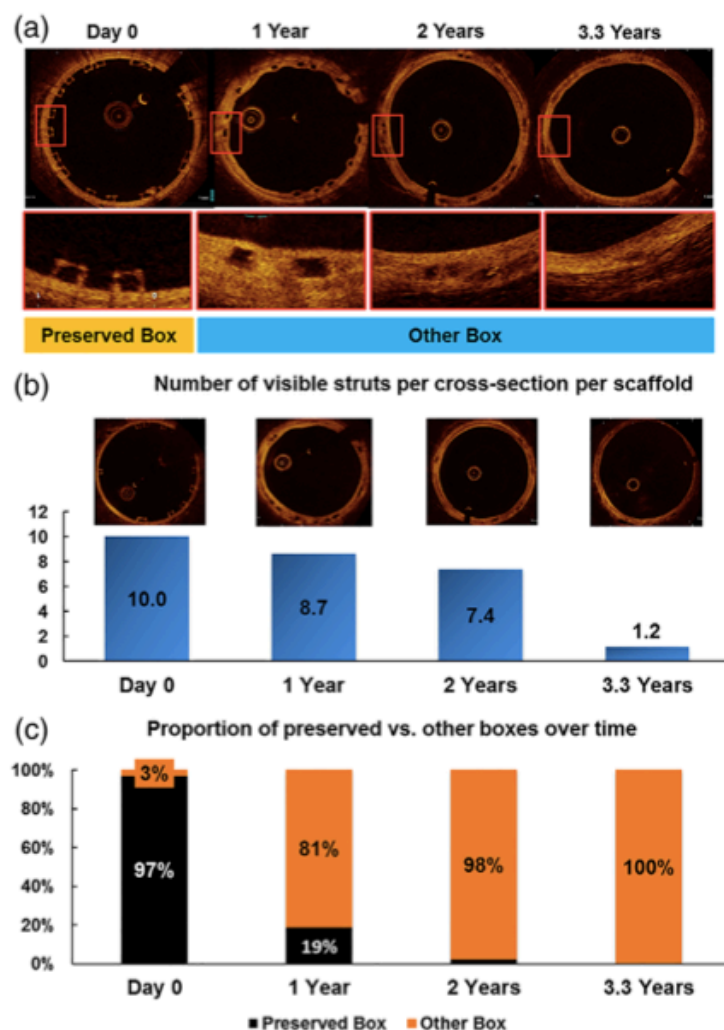 (a) Day 0 1 Year 2 Years 3.3 Years
Preserved Box Other Box
(b) Number of visible struts per cross-section per scaffold
12
10
8
6
4
2
0
10.0 8.7 7.4 1.2
Day 0 1 Year 2 Years 3.3 Years
(c) Proportion of preserved vs. other boxes over time
100%
80%
60%
40%
20%
0%
3%
97%
81%
19%
98%
100%
Day 0 1 Year 2 Years 3.3 Years
Preserved Box Other Box